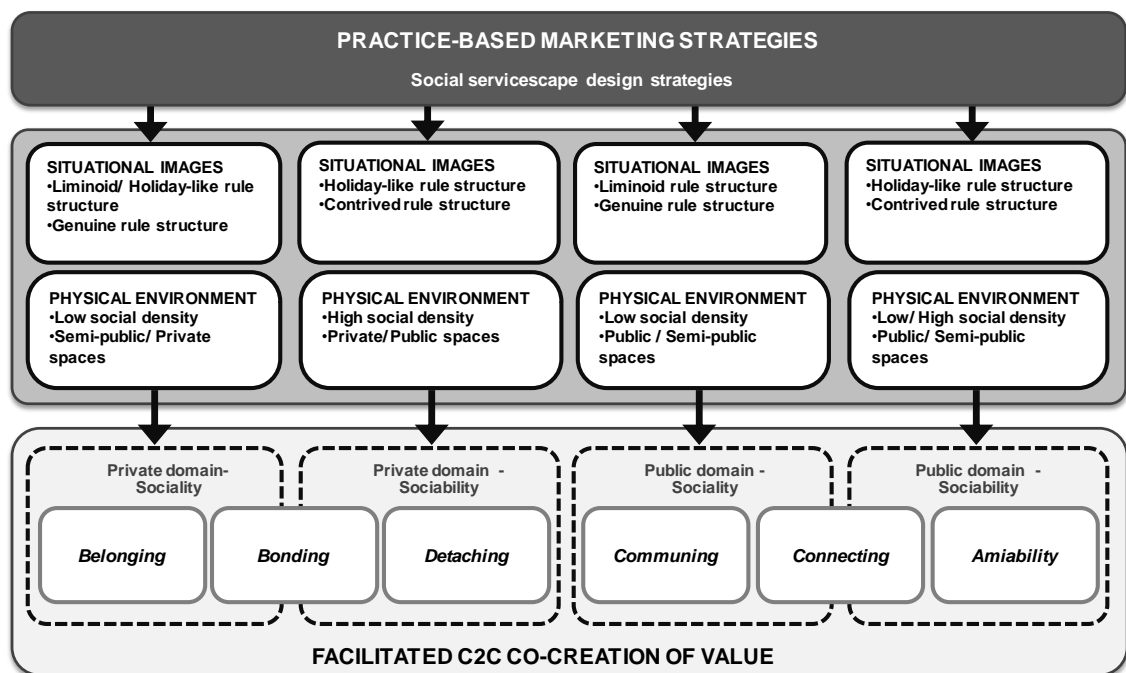 PRACTICE-BASED MARKETING STRATEGIES
Social servicescape design strategies
SITUATIONAL IMAGES
•Liminoid/ Holiday-like rule
structure
•Genuine rule structure
SITUATIONAL IMAGES
•Holiday-like rule structure
•Contrived rule structure
SITUATIONAL IMAGES
•Liminoid rule structure
•Genuine rule structure
SITUATIONAL IMAGES
•Holiday-like rule structure
•Contrived rule structure
PHYSICAL ENVIRONMENT
•Low social density
•Semi-public/ Private
spaces
PHYSICAL ENVIRONMENT
•High social density
•Private/ Public spaces
PHYSICAL ENVIRONMENT
•Low social density
•Public / Semi-public
spaces
PHYSICAL ENVIRONMENT
•Low/ High social density
•Public/ Semi-public
spaces
Private domain-
Sociality
Private domain -
Sociability
Public domain -
Sociality
Public domain -
Sociability
Belonging
Bonding
Detaching
Communing
Connecting
Amiability
FACILITATED C2C CO-CREATION OF VALUE